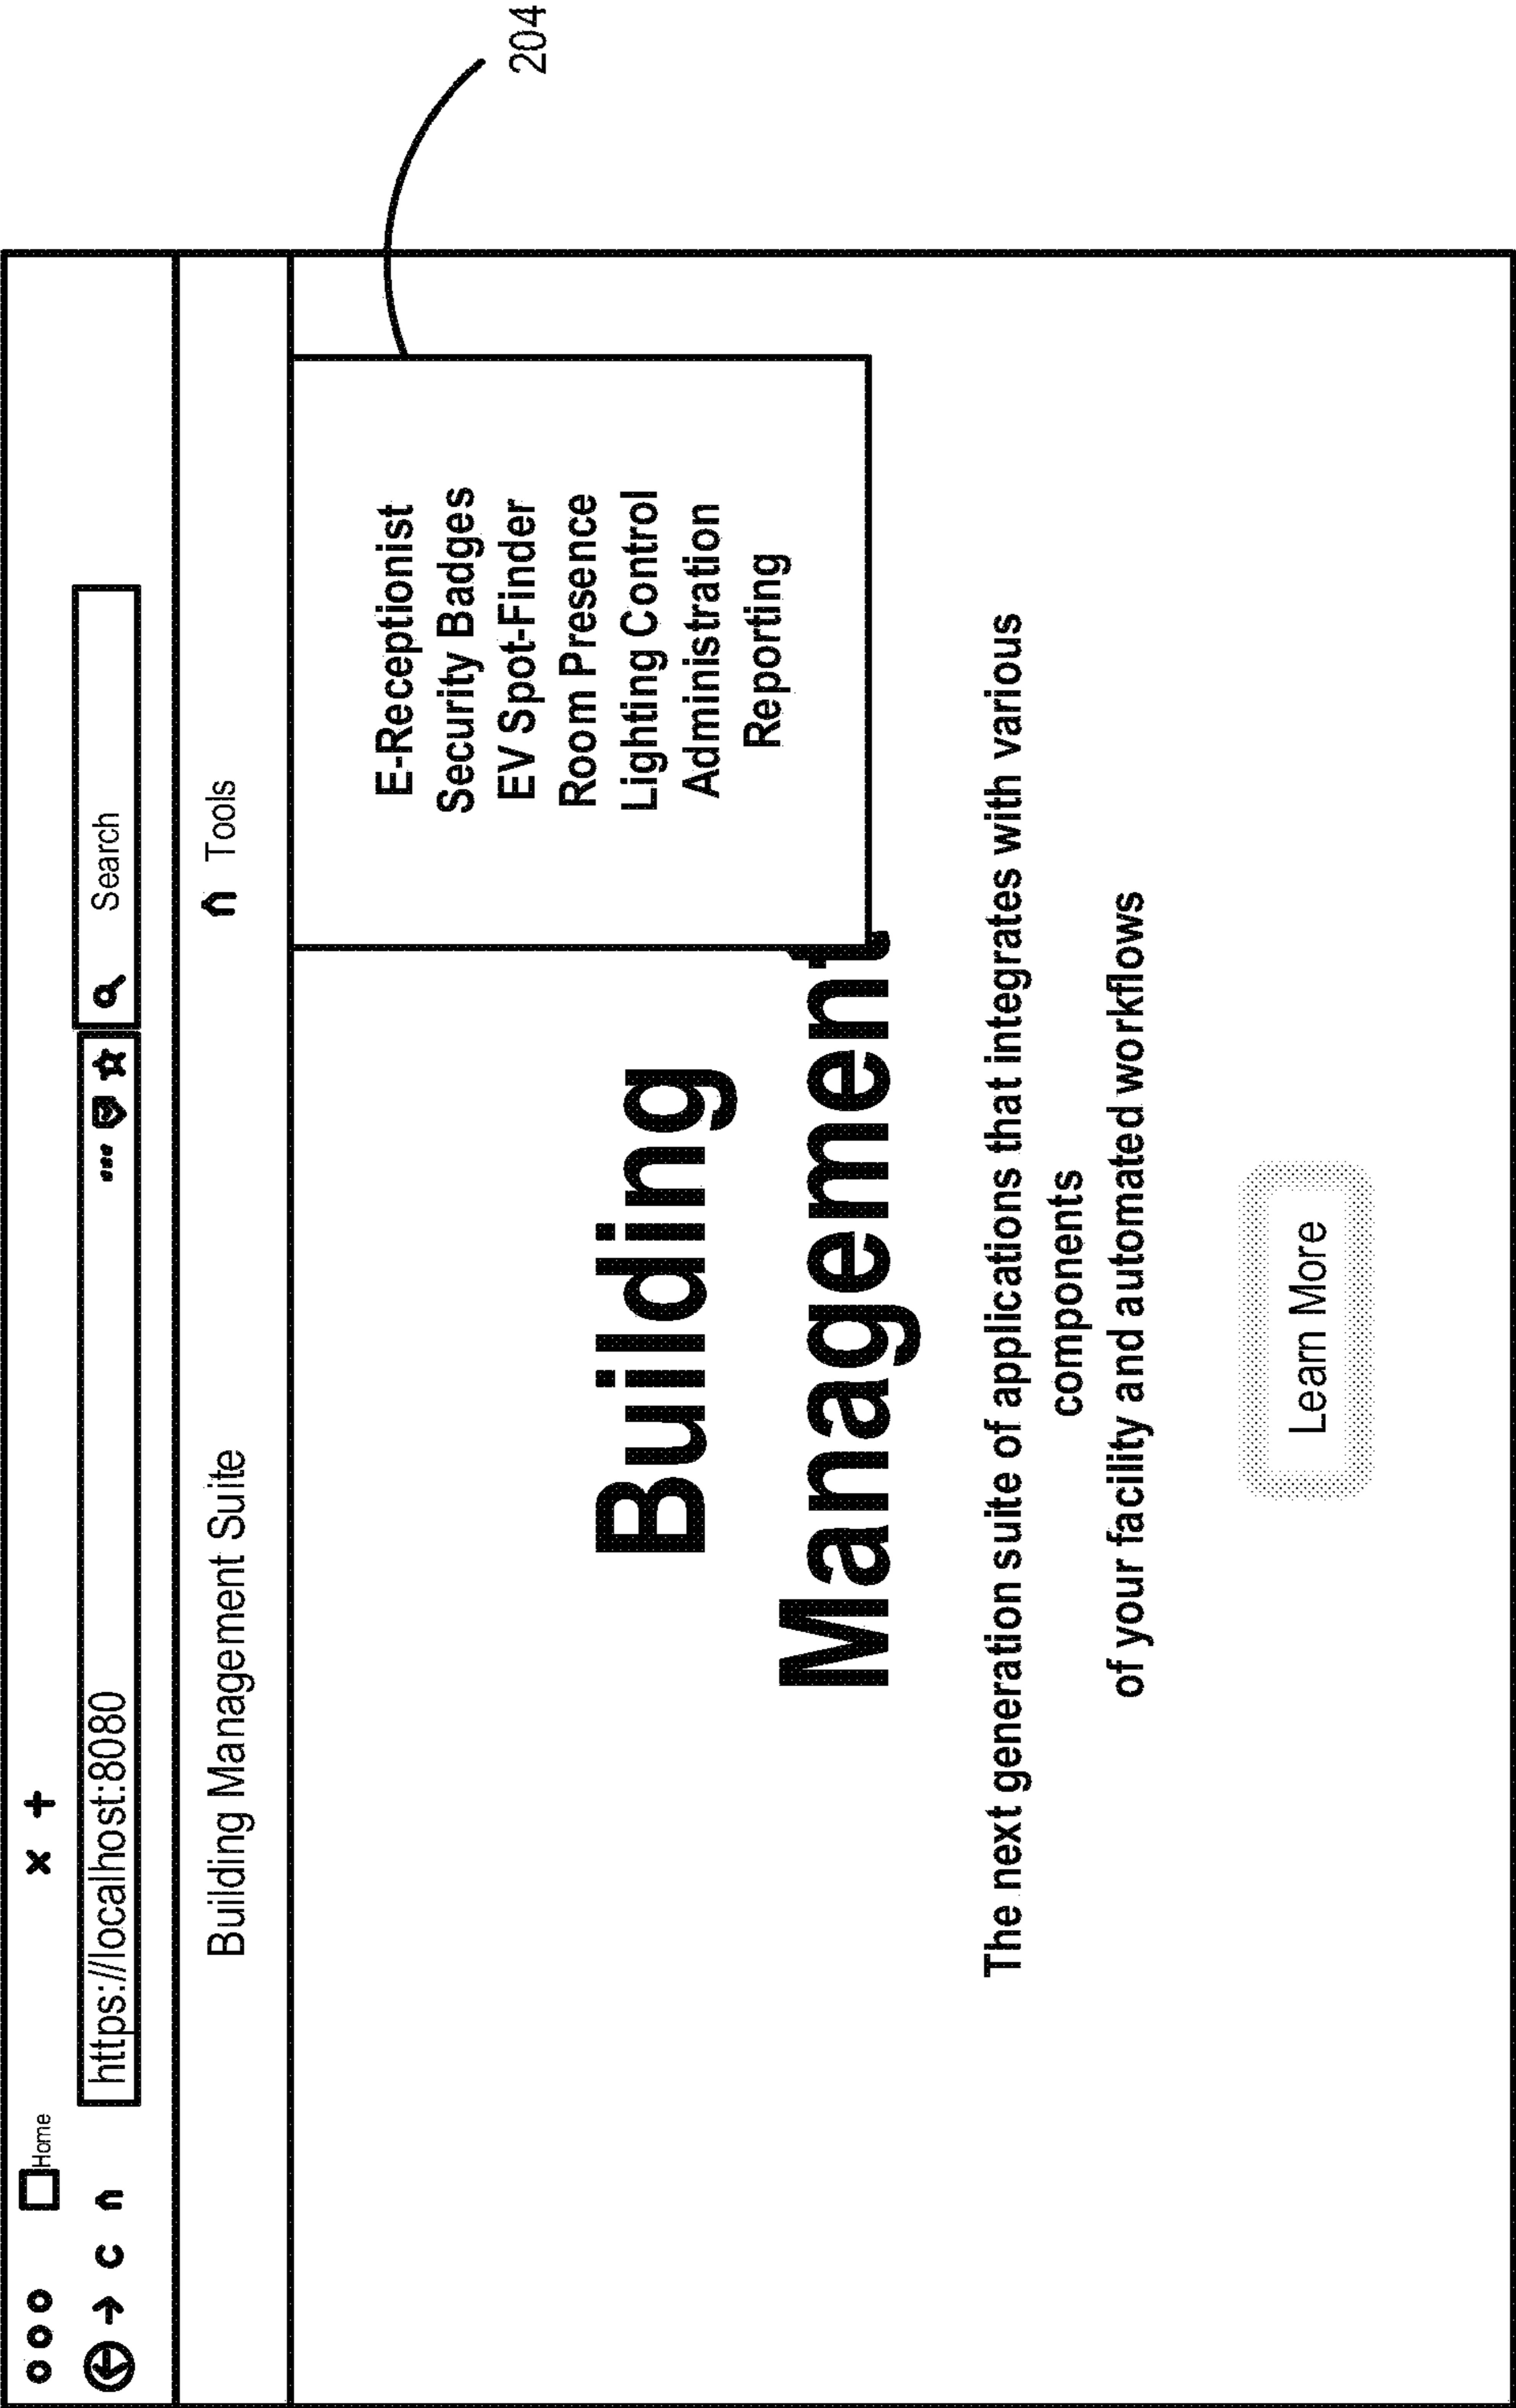 Home
https://localhost:8080
Search
Building Management Suite
Tools
E-Receptionist
Security Badges
EV Spot-Finder
Room Presence
Lighting Control
Administration
Reporting
204
Building
Management
The next generation suite of applications that integrates with various
components
of your facility and automated workflows
Learn More